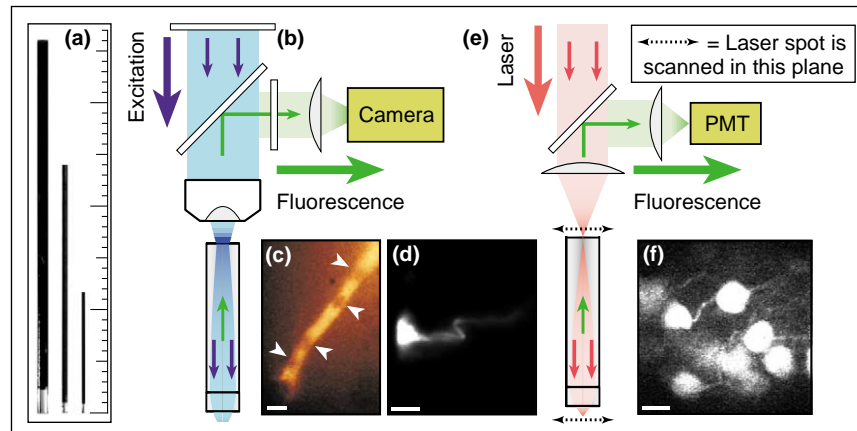 (a)
(b)
Excitation
Camera
Fluorescence
(c)
(d)
(e)
Laser
= Laser spot is
scanned in this plane
PMT
Fluorescence
(f)